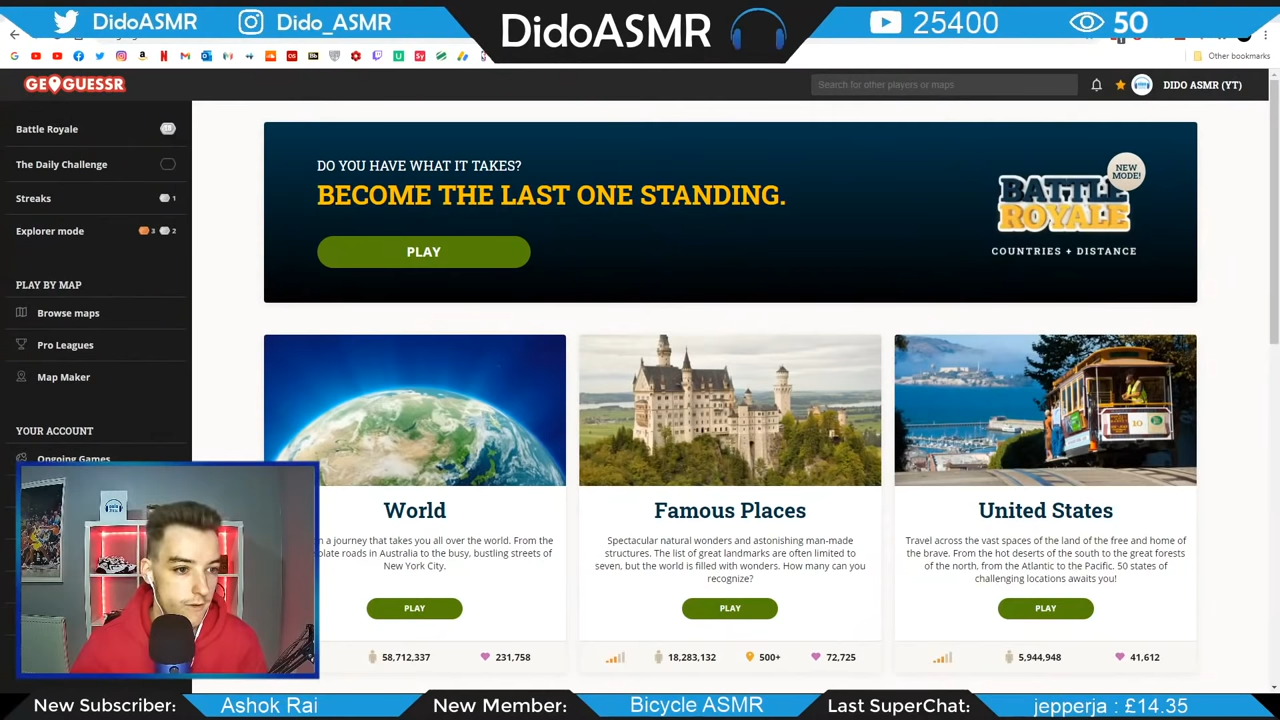 DidoASMR
Dido_ASMR
DidoASMR
25400
50
Other bookmarks
GEOGUESSR
Search for other players or maps
DIDO ASMR (YT)
Battle Royale
The Daily Challenge
Streaks
1
Explorer mode
3
2
PLAY BY MAP
Browse maps
Pro Leagues
Map Maker
YOUR ACCOUNT
Ongoing Games
DO YOU HAVE WHAT IT TAKES?
BECOME THE LAST ONE STANDING.
PLAY
NEW
MODE!
BATTLE
ROYALE
COUNTRIES + DISTANCE
World
a journey that takes you all over the world. From the
roads in Australia to the busy, bustling streets of
New York City.
PLAY
58,712,337
231,758
Famous Places
Spectacular natural wonders and astonishing man-made
structures. The list of great landmarks are often limited to
seven, but the world is filled with wonders. How many can you
recognize?
PLAY
18,283,132
500+
72,725
United States
Travel across the vast spaces of the land of the free and home of
the brave. From the hot deserts of the south to the great forests
of the north, from the Atlantic to the Pacific. 50 states of
challenging locations awaits you!
PLAY
5,944,948
41,612
New Subscriber:
Ashok Rai
New Member:
Bicycle ASMR
Last SuperChat:
jepperja : £14.35